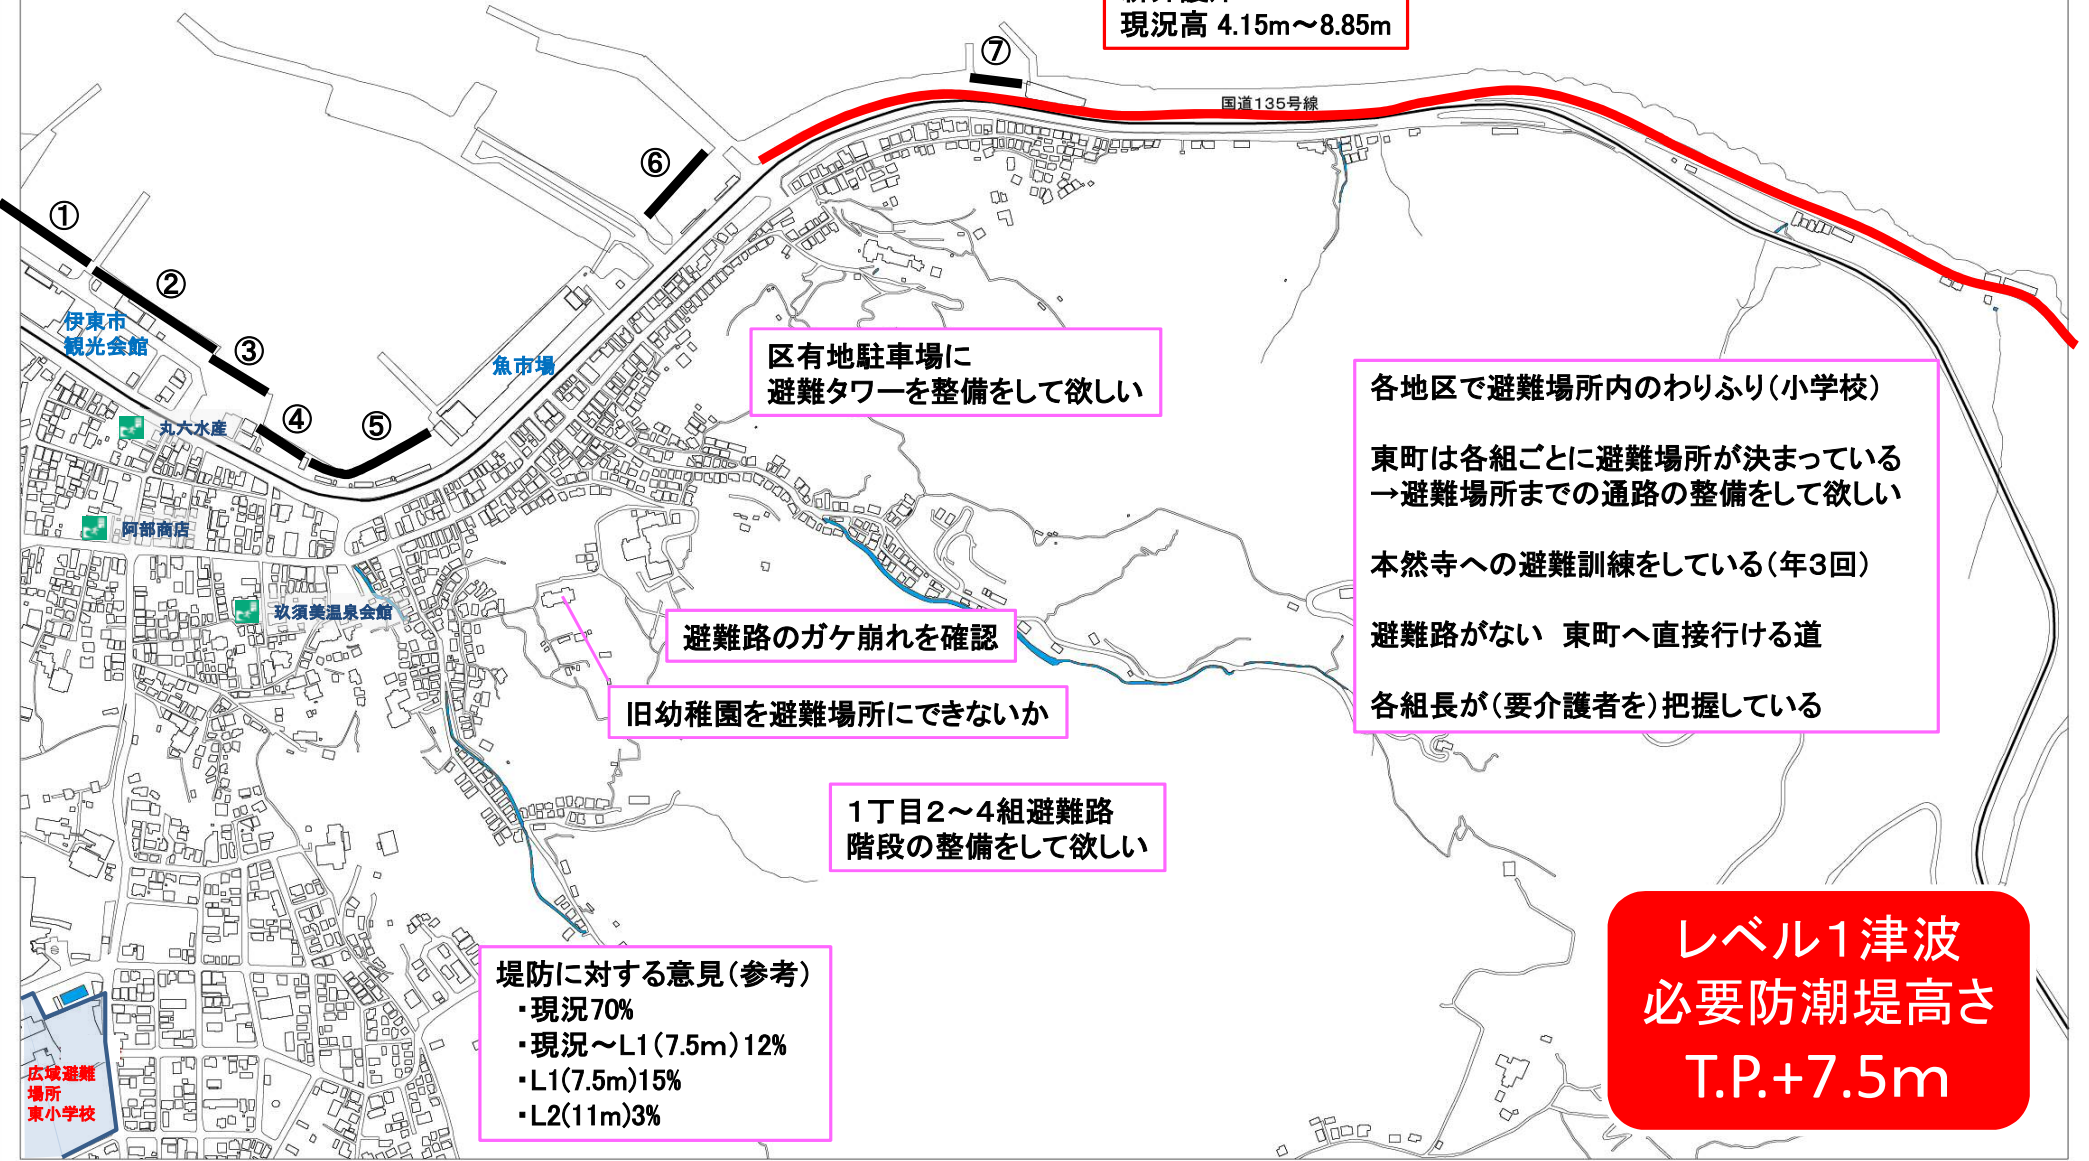 現況高 4.15m～8.85m
⑦
国道135号線
⑥
①
②
伊東市
観光会館
③
魚市場
区有地駐車場に
避難タワーを整備をして欲しい
④
⑤
丸六水産
阿部商店
玖須美温泉会館
各地区で避難場所内のわりふり（小学校）
東町は各組ごとに避難場所が決まっている
→避難場所までの通路の整備をして欲しい
本然寺への避難訓練をしている（年3回）
避難路がない　東町へ直接行ける道
各組長が（要介護者を）把握している
避難路のガケ崩れを確認
旧幼稚園を避難場所にできないか
１丁目２～４組避難路
階段の整備をして欲しい
堤防に対する意見（参考）
・現況70%
・現況～L1（7.5m）12%
・L1(7.5m)15%
・L2(11m)3%
広域避難
場所
東小学校
レベル１津波
必要防潮堤高さ
T.P.+7.5m